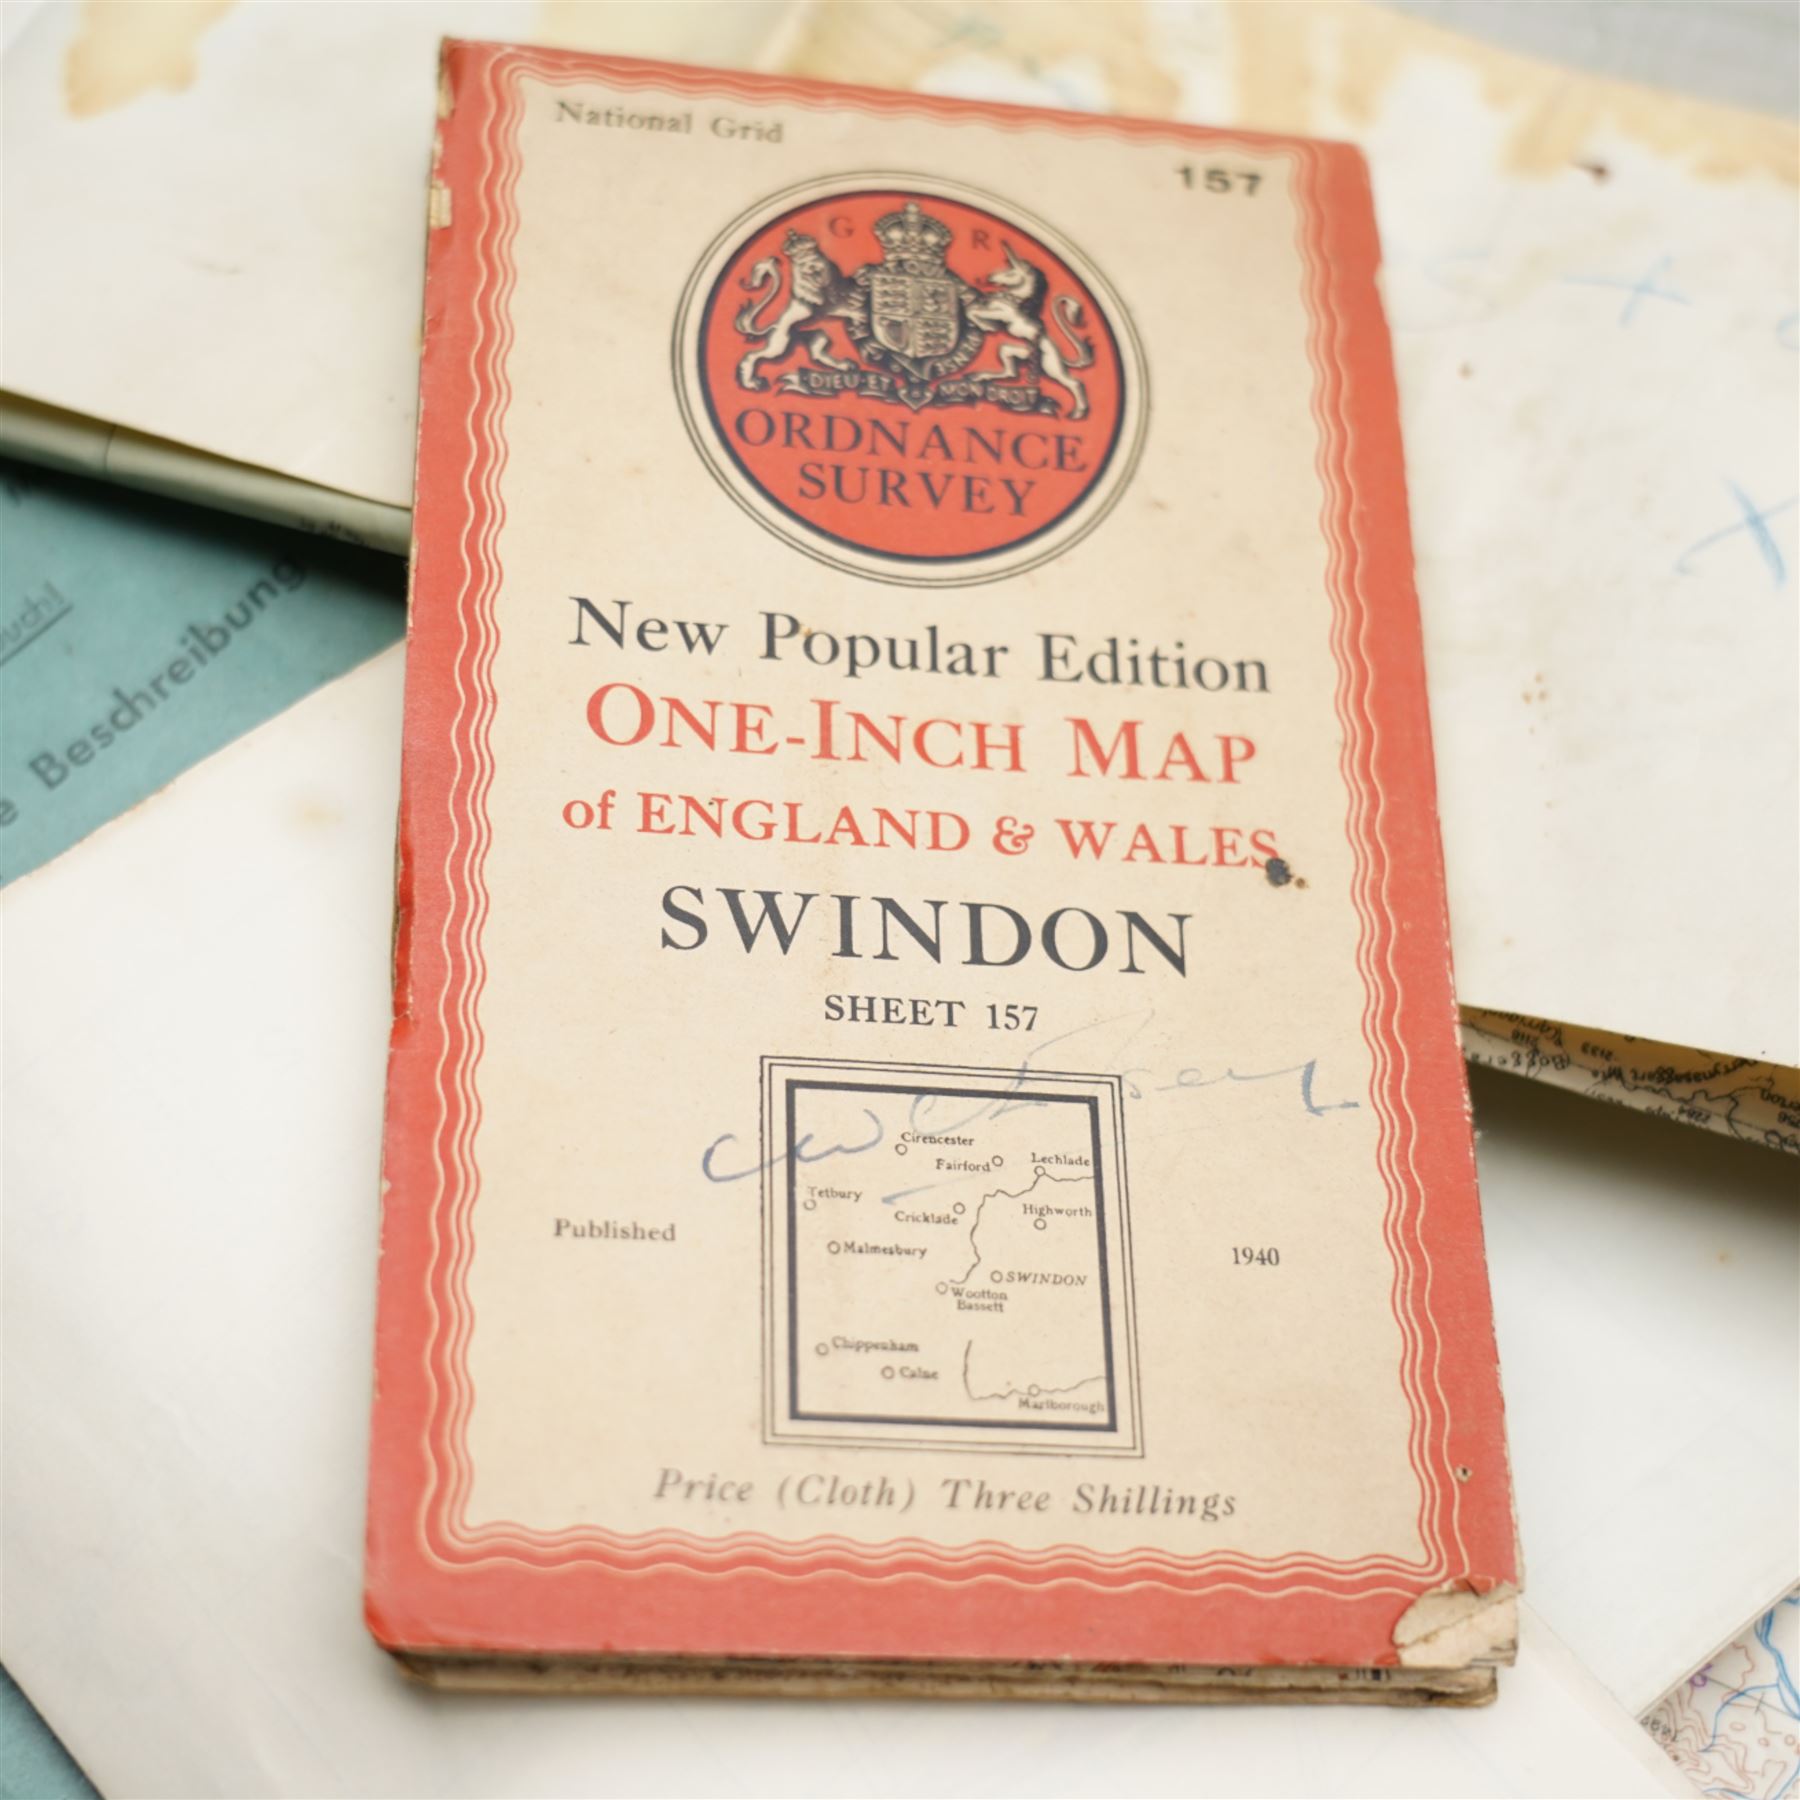 National Grid
157
G R
DIEU·ET MON DROIT
ORDNANCE
SURVEY
New Popular Edition
ONE-INCH MAP
of ENGLAND & WALES
SWINDON
SHEET 157
Cirencester
Fairford
Lechlade
Tetbury
Cricklade
Highworth
Malmesbury
SWINDON
Wootton
Bassett
Chippenham
Calne
Marlborough
Published
1940
Price (Cloth) Three Shillings
Beschreibung